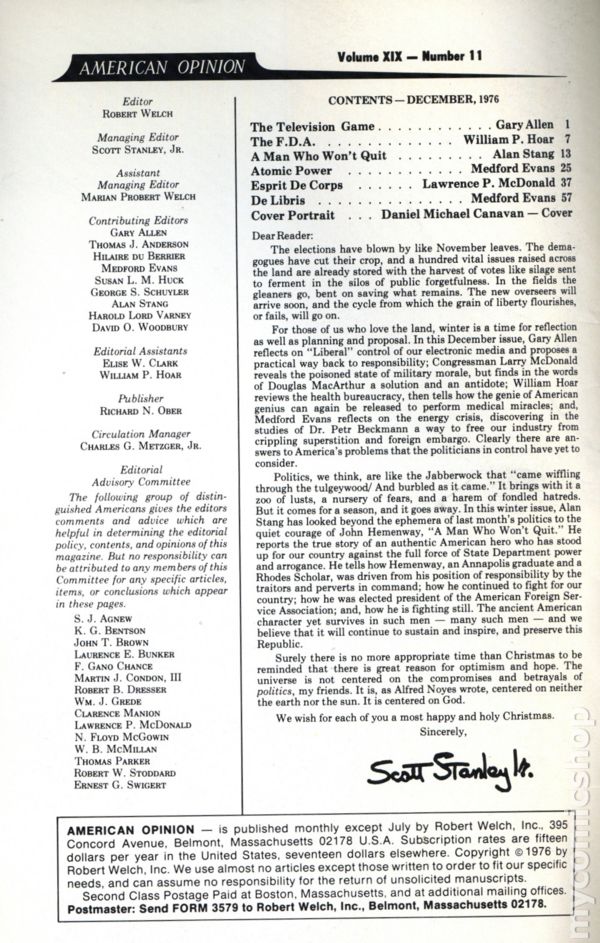 AMERICAN OPINION
Volume XIX — Number 11
Editor
ROBERT WELCH
Managing Editor
SCOTT STANLEY, JR.
Assistant
Managing Editor
MARIAN PROBERT WELCH
Contributing Editors
GARY ALLEN
THOMAS J. ANDERSON
HILAIRE DU BERRIER
MEDFORD EVANS
SUSAN L. M. HUCK
GEORGE S. SCHUYLER
ALAN STANG
HAROLD LORD VARNEY
DAVID O. WOODBURY
Editorial Assistants
ELISE W. CLARK
WILLIAM P. HOAR
Publisher
RICHARD N. OBER
Circulation Manager
CHARLES G. METZGER, JR.
Editorial
Advisory Committee
The following group of distin-
guished Americans gives the editors
comments and advice which are
helpful in determining the editorial
policy, contents, and opinions of this
magazine. But no responsibility can
be attributed to any members of this
Committee for any specific articles,
items, or conclusions which appear
in these pages.
S. J. AGNEW
K. G. BENTSON
JOHN T. BROWN
LAURENCE E. BUNKER
F. GANO CHANCE
MARTIN J. CONDON, III
ROBERT B. DRESSER
WM. J. GREDE
CLARENCE MANION
LAWRENCE P. MCDONALD
N. FLOYD MCGOWIN
W. B. MCMILLAN
THOMAS PARKER
ROBERT W. STODDARD
ERNEST G. SWIGERT
CONTENTS — DECEMBER, 1976
The Television Game . . . . . . . . . . . . Gary Allen 1
The F.D.A. . . . . . . . . . . . . . . . William P. Hoar 7
A Man Who Won't Quit . . . . . . . . . Alan Stang 13
Atomic Power . . . . . . . . . . . . Medford Evans 25
Esprit De Corps . . . . . . Lawrence P. McDonald 37
De Libris . . . . . . . . . . . . . . . Medford Evans 57
Cover Portrait . . . Daniel Michael Canavan — Cover
Dear Reader:
The elections have blown by like November leaves. The dema-
gogues have cut their crop, and a hundred vital issues raised across
the land are already stored with the harvest of votes like silage sent
to ferment in the silos of public forgetfulness. In the fields the
gleaners go, bent on saving what remains. The new overseers will
arrive soon, and the cycle from which the grain of liberty flourishes,
or fails, will go on.
For those of us who love the land, winter is a time for reflection
as well as planning and proposal. In this December issue, Gary Allen
reflects on "Liberal" control of our electronic media and proposes a
practical way back to responsibility; Congressman Larry McDonald
reveals the poisoned state of military morale, but finds in the words
of Douglas MacArthur a solution and an antidote; William Hoar
reviews the health bureaucracy, then tells how the genie of American
genius can again be released to perform medical miracles; and,
Medford Evans reflects on the energy crisis, discovering in the
studies of Dr. Petr Beckmann a way to free our industry from
crippling superstition and foreign embargo. Clearly there are an-
swers to America's problems that the politicians in control have yet to
consider.
Politics, we think, are like the Jabberwock that "came wiffling
through the tulgeywood/ And burbled as it came." It brings with it a
zoo of lusts, a nursery of fears, and a harem of fondled hatreds.
But it comes for a season, and it goes away. In this winter issue, Alan
Stang has looked beyond the ephemera of last month's politics to the
quiet courage of John Hemenway, "A Man Who Won't Quit." He
reports the true story of an authentic American hero who has stood
up for our country against the full force of State Department power
and arrogance. He tells how Hemenway, an Annapolis graduate and a
Rhodes Scholar, was driven from his position of responsibility by the
traitors and perverts in command; how he continued to fight for our
country; how he was elected president of the American Foreign Ser-
vice Association; and, how he is fighting still. The ancient American
character yet survives in such men — many such men — and we
believe that it will continue to sustain and inspire, and preserve this
Republic.
Surely there is no more appropriate time than Christmas to be
reminded that there is great reason for optimism and hope. The
universe is not centered on the compromises and betrayals of
politics, my friends. It is, as Alfred Noyes wrote, centered on neither
the earth nor the sun. It is centered on God.
We wish for each of you a most happy and holy Christmas.
Sincerely,
Scott Stanley Jr.
AMERICAN OPINION — is published monthly except July by Robert Welch, Inc., 395
Concord Avenue, Belmont, Massachusetts 02178 U.S.A. Subscription rates are fifteen
dollars per year in the United States, seventeen dollars elsewhere. Copyright © 1976 by
Robert Welch, Inc. We use almost no articles except those written to order to fit our specific
needs, and can assume no responsibility for the return of unsolicited manuscripts.
Second Class Postage Paid at Boston, Massachusetts, and at additional mailing offices.
Postmaster: Send FORM 3579 to Robert Welch, Inc., Belmont, Massachusetts 02178.
mycomicshop